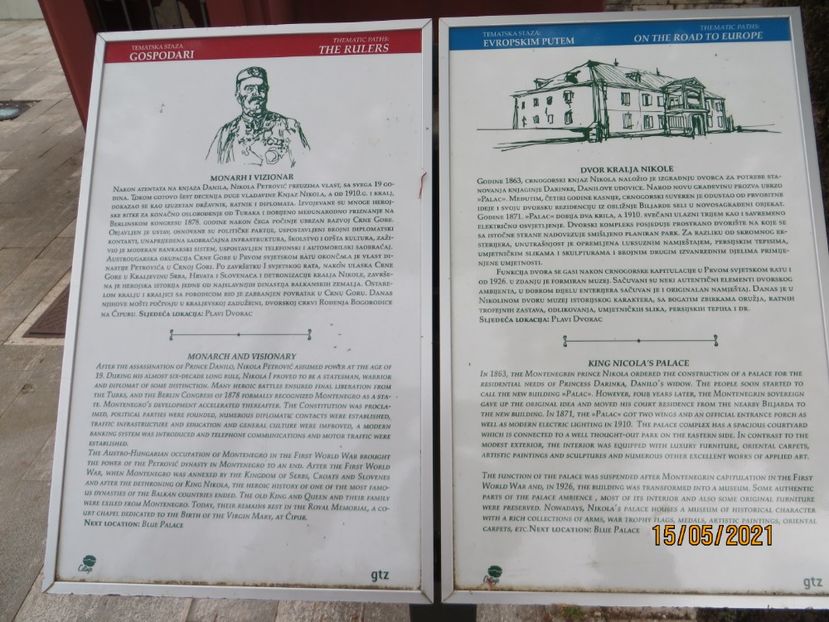 TEMATSKA STAZA
GOSPODARI
THEMATIC PATHS:
THE RULERS
MONARH I VIZIONAR
NAKON ATENTATA NA KNJAZA DANILA, NIKOLA PETROVIĆ PREUZIMA VLAST, SA SVEGA 19 GO-
DINA. TOKOM GOTOVO ŠEST DECENIJA DUGE VLADAVINE KNJAZ NIKOLA, A OD 1910.G. I KRALJ,
DOKAZAO SE KAO IZUZETAN DRŽAVNIK, RATNIK I DIPLOMATA. IZVOJEVANE SU MNOGE HEROJ-
SKE BITKE ZA KONAČNO OSLOBOĐENJE OD TURAKA I DOBIJENO MEĐUNARODNO PRIZNANJE NA
BERLINSKOM KONGRESU 1878. GODINE NAKON ČEGA POČINJE UBRZAN RAZVOJ CRNE GORE.
OBJAVLJEN JE USTAV, OSNOVANE SU POLITIČKE PARTIJE, USPOSTAVLJENI BROJNI DIPLOMATSKI
KONTAKTI, UNAPRIJEĐENA SAOBRAĆAJNA INFRASTRUKTURA, ŠKOLSTVO I OPŠTA KULTURA, ZAŽI-
VIO JE MODERAN BANKARSKI SISTEM, USPOSTAVLJEN TELEFONSKI I AUTOMOBILSKI SAOBRAĆAJ.
AUSTROUGARSKA OKUPACIJA CRNE GORE U PRVOM SVJETSKOM RATU OKONČALA JE VLAST DI-
NASTIJE PETROVIĆA U CRNOJ GORI. PO ZAVRŠETKU I SVJETSKOG RATA, NAKON ULASKA CRNE
GORE U KRALJEVINU SRBA, HRVATA I SLOVENACA I DETRONIZACIJE KRALJA NIKOLE, ZAVRŠE-
NA JE HEROJSKA ISTORIJA JEDNE OD NAJSLAVNIJIH DINASTIJA BALKANSKIH ZEMALJA. OSTARE-
LOM KRALJU I KRALJICI SA PORODICOM BIO JE ZABRANJEN POVRATAK U CRNU GORU. DANAS
NJIHOVE MOŠTI POČIVAJU U KRALJEVSKOJ ZADUŽBINI, DVORSKOJ CRKVI ROĐENJA BOGORODICE
NA ĆIPURU. SLJEDEĆA LOKACIJA: PLAVI DVORAC
MONARCH AND VISIONARY
AFTER THE ASSASSINATION OF PRINCE DANILO, NIKOLA PETROVIĆ ASSUMED POWER AT THE AGE OF
19. DURING HIS ALMOST SIX-DECADE LONG RULE, NIKOLA I PROVED TO BE A STATESMAN, WARRIOR
AND DIPLOMAT OF SOME DISTINCTION. MANY HEROIC BATTLES ENSURED FINAL LIBERATION FROM
THE TURKS, AND THE BERLIN CONGRESS OF 1878 FORMALLY RECOGNIZED MONTENEGRO AS A STA-
TE. MONTENEGRO'S DEVELOPMENT ACCELERATED THEREAFTER. THE CONSTITUTION WAS PROCLA-
IMED, POLITICAL PARTIES WERE FOUNDED, NUMEROUS DIPLOMATIC CONTACTS WERE ESTABLISHED,
TRAFFIC INFRASTRUCTURE AND EDUCATION AND GENERAL CULTURE WERE IMPROVED, A MODERN
BANKING SYSTEM WAS INTRODUCED AND TELEPHONE COMMUNICATIONS AND MOTOR TRAFFIC WERE
ESTABLISHED.
THE AUSTRO-HUNGARIAN OCCUPATION OF MONTENEGRO IN THE FIRST WORLD WAR BROUGHT
THE POWER OF THE PETROVIĆ DYNASTY IN MONTENEGRO TO AN END. AFTER THE FIRST WORLD
WAR, WHEN MONTENEGRO WAS ANNEXED BY THE KINGDOM OF SERBS, CROATS AND SLOVENES
AND AFTER THE DETHRONING OF KING NIKOLA, THE HEROIC HISTORY OF ONE OF THE MOST FAMO-
US DYNASTIES OF THE BALKAN COUNTRIES ENDED. THE OLD KING AND QUEEN AND THEIR FAMILY
WERE EXILED FROM MONTENEGRO. TODAY, THEIR REMAINS REST IN THE ROYAL MEMORIAL, A CO-
URT CHAPEL DEDICATED TO THE BIRTH OF THE VIRGIN MARY, AT ĆIPUR.
NEXT LOCATION: BLUE PALACE
gtz
TEMATSKA STAZA:
EVROPSKIM PUTEM
THEMATIC PATHS:
ON THE ROAD TO EUROPE
DVOR KRALJA NIKOLE
GODINE 1863, CRNOGORSKI KNJAZ NIKOLA NALOŽIO JE IZGRADNJU DVORCA ZA POTREBE STA-
NOVANJA KNJAGINJE DARINKE, DANILOVE UDOVICE. NAROD NOVU GRAĐEVINU PROZVA UBRZO
»PALAC«. MEĐUTIM, ČETIRI GODINE KASNIJE, CRNOGORSKI SUVEREN JE ODUSTAO OD PRVOBITNE
IDEJE I SVOJU DVORSKU REZIDENCIJU IZ OBLIŽNJE BILJARDE SELI U NOVOSAGRAĐENI OBJEKAT.
GODINE 1871. »PALAC« DOBIJA DVA KRILA, A 1910. SVEČANI ULAZNI TRIJEM KAO I SAVREMENO
ELEKTRIČNO OSVJETLJENJE. DVORSKI KOMPLEKS POSJEDUJE PROSTRANO DVORIŠTE NA KOJE SE
SA ISTOČNE STRANE NADOVEZUJE SMIŠLJENO PLANIRAN PARK. ZA RAZLIKU OD SKROMNOG EK-
STERIJERA, UNUTRAŠNJOST JE OPREMLJENA LUKSUZNIM NAMJEŠTAJEM, PERSIJSKIM TEPISIMA,
UMJETNIČKIM SLIKAMA I SKULPTURAMA I BROJNIM DRUGIM IZVANREDNIM DJELIMA PRIMIJE-
NJENE UMJETNOSTI.
FUNKCIJA DVORA SE GASI NAKON CRNOGORSKE KAPITULACIJE U PRVOM SVJETSKOM RATU I
OD 1926. U ZDANJU JE FORMIRAN MUZEJ. SAČUVANI SU NEKI AUTENTIČNI ELEMENTI DVORSKOG
AMBIJENTA, U DOBROM DIJELU ENTERIJERA SAČUVAN JE I ORIGINALAN NAMJEŠTAJ. DANAS JE U
NIKOLINOM DVORU MUZEJ ISTORIJSKOG KARAKTERA, SA BOGATIM ZBIRKAMA ORUŽJA, RATNIH
TROFEJNIH ZASTAVA, ODLIKOVANJA, UMJETNIČKIH SLIKA, PERSIJSKIH TEPIHA I DR.
SLJEDEĆA LOKACIJA: PLAVI DVORAC
KING NICOLA'S PALACE
IN 1863, THE MONTENEGRIN PRINCE NIKOLA ORDERED THE CONSTRUCTION OF A PALACE FOR THE
RESIDENTIAL NEEDS OF PRINCESS DARINKA, DANILO'S WIDOW. THE PEOPLE SOON STARTED TO
CALL THE NEW BUILDING »PALAC«. HOWEVER, FOUR YEARS LATER, THE MONTENEGRIN SOVEREIGN
GAVE UP THE ORIGINAL IDEA AND MOVED HIS COURT RESIDENCE FROM THE NEARBY BILJARDA TO
THE NEW BUILDING. IN 1871, THE »PALAC« GOT TWO WINGS AND AN OFFICIAL ENTRANCE PORCH AS
WELL AS MODERN ELECTRIC LIGHTING IN 1910. THE PALACE COMPLEX HAS A SPACIOUS COURTYARD
WHICH IS CONNECTED TO A WELL THOUGHT-OUT PARK ON THE EASTERN SIDE. IN CONTRAST TO THE
MODEST EXTERIOR, THE INTERIOR WAS EQUIPPED WITH LUXURY FURNITURE, ORIENTAL CARPETS,
ARTISTIC PAINTINGS AND SCULPTURES AND NUMEROUS OTHER EXCELLENT WORKS OF APPLIED ART.
THE FUNCTION OF THE PALACE WAS SUSPENDED AFTER MONTENEGRIN CAPITULATION IN THE FIRST
WORLD WAR AND, IN 1926, THE BUILDING WAS TRANSFORMED INTO A MUSEUM. SOME AUTHENTIC
PARTS OF THE PALACE AMBIENCE , MOST OF ITS INTERIOR AND ALSO SOME ORIGINAL FURNITURE
WERE PRESERVED. NOWADAYS, NIKOLA'S PALACE HOUSES A MUSEUM OF HISTORICAL CHARACTER
WITH A RICH COLLECTIONS OF ARMS, WAR TROPHY FLAGS, MEDALS, ARTISTIC PAINTINGS, ORIENTAL
CARPETS, ETC. NEXT LOCATION: BLUE PALACE
gtz
15/05/2021